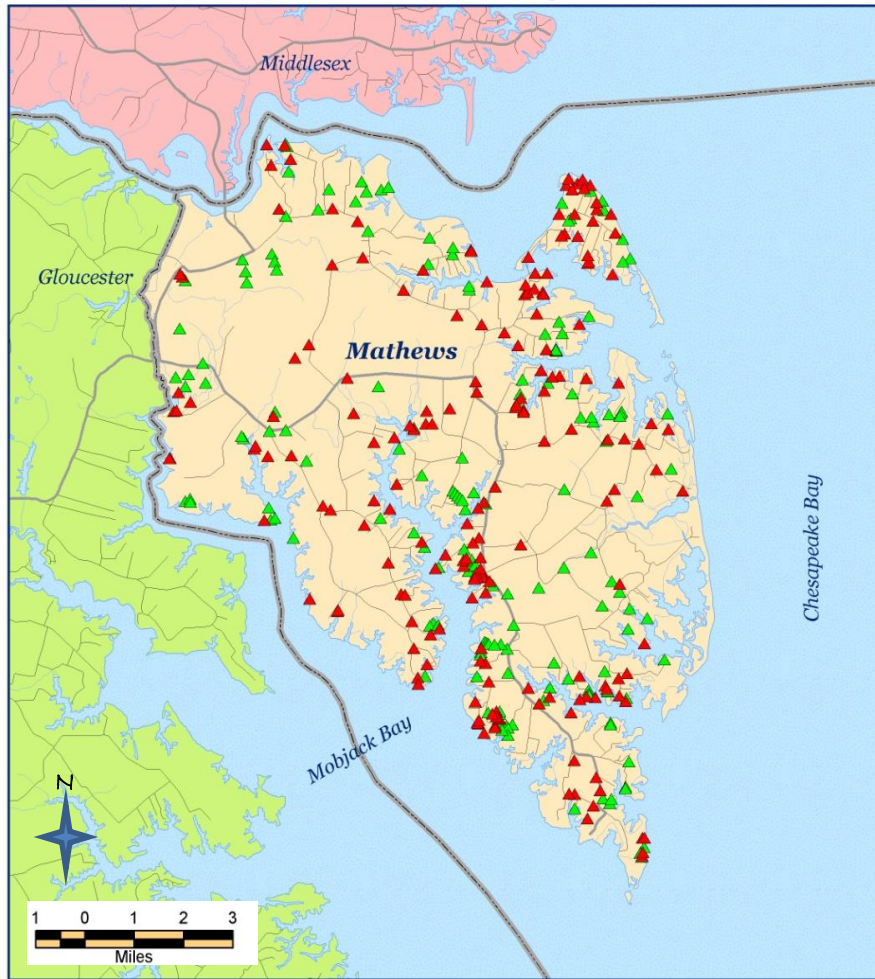 Middlesex
Gloucester
Mathews
Chesapeake Bay
Mobjack Bay
N
1 0 1 2 3
Miles